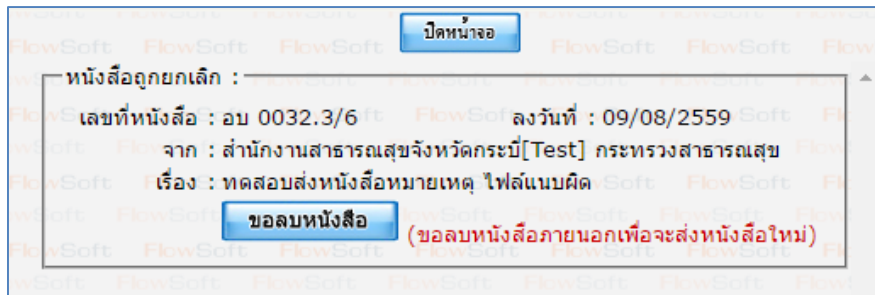 ปิดหน้าจอ
หนังสือถูกยกเลิก :
เลขที่หนังสือ : อบ 0032.3/6 ลงวันที่ : 09/08/2559
จาก : สำนักงานสาธารณสุขจังหวัดกระบี่[Test] กระทรวงสาธารณสุข
เรื่อง : ทดสอบส่งหนังสือหมายเหตุ ไฟล์แนบผิด
ขอลบหนังสือ (ขอลบหนังสือภายนอกเพื่อจะส่งหนังสือใหม่)